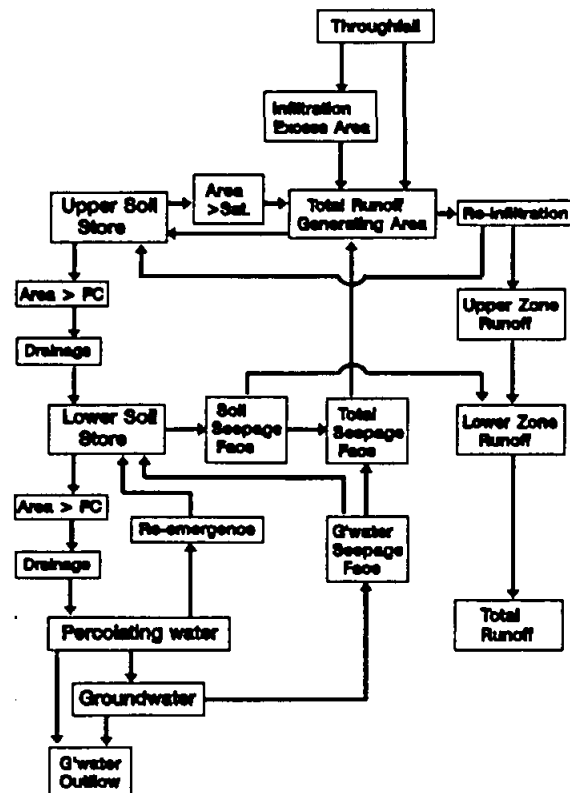 Throughfall
Infiltration
Excess Area
Area
>Sat.
Upper Soil
Store
Total Runoff
Generating Area
Re-infiltration
Area > FC
Upper Zone
Runoff
Drainage
Lower Soil
Store
Soil
Seepage
Face
Total
Seepage
Face
Lower Zone
Runoff
Area > FC
Re-emergence
G'water
Seepage
Face
Drainage
Total
Runoff
Percolating water
Groundwater
G'water
Outflow